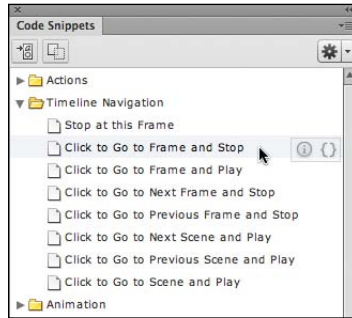 Code Snippets
Actions
Timeline Navigation
Stop at this Frame
Click to Go to Frame and Stop
Click to Go to Frame and Play
Click to Go to Next Frame and Stop
Click to Go to Previous Frame and Stop
Click to Go to Next Scene and Play
Click to Go to Previous Scene and Play
Click to Go to Scene and Play
Animation